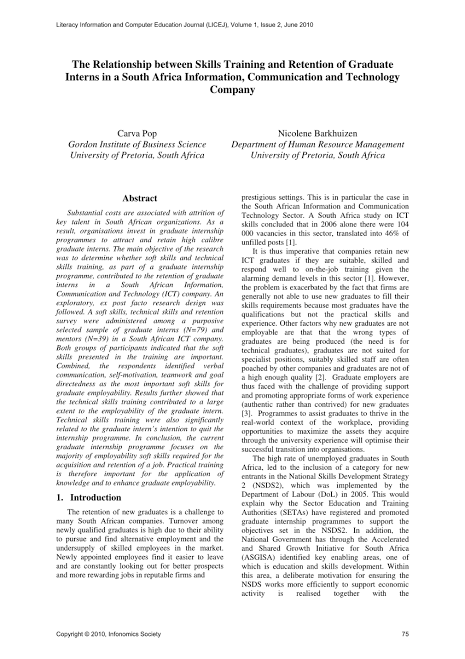 Literacy Information and Computer Education Journal (LICEJ), Volume 1, Issue 2, June 2010
The Relationship between Skills Training and Retention of Graduate
Interns in a South Africa Information, Communication and Technology
Company
Carva Pop
Gordon Institute of Business Science
University of Pretoria, South Africa
Nicolene Barkhuizen
Department of Human Resource Management
University of Pretoria, South Africa
Abstract
Substantial costs are associated with attrition of
key talent in South African organizations. As a
result, organisations invest in graduate internship
programmes to attract and retain high calibre
graduate interns. The main objective of the research
was to determine whether soft skills and technical
skills training, as part of a graduate internship
programme, contributed to the retention of graduate
interns in a South African Information,
Communication and Technology (ICT) company. An
exploratory, ex post facto research design was
followed. A soft skills, technical skills and retention
survey were administered among a purposive
selected sample of graduate interns (N=79) and
mentors (N=39) in a South African ICT company.
Both groups of participants indicated that the soft
skills presented in the training are important.
Combined, the respondents identified verbal
communication, self-motivation, teamwork and goal
directedness as the most important soft skills for
graduate employability. Results further showed that
the technical skills training contributed to a large
extent to the employability of the graduate intern.
Technical skills training were also significantly
related to the graduate intern's intention to quit the
internship programme. In conclusion, the current
graduate internship programme focuses on the
majority of employability soft skills required for the
acquisition and retention of a job. Practical training
is therefore important for the application of
knowledge and to enhance graduate employability.
1. Introduction
The retention of new graduates is a challenge to
many South African companies. Turnover among
newly qualified graduates is high due to their ability
to pursue and find alternative employment and the
undersupply of skilled employees in the market.
Newly appointed employees find it easier to leave
and are constantly looking out for better prospects
and more rewarding jobs in reputable firms and
prestigious settings. This is in particular the case in
the South African Information and Communication
Technology Sector. A South Africa study on ICT
skills concluded that in 2006 alone there were 104
000 vacancies in this sector, translated into 46% of
unfilled posts [1].
It is thus imperative that companies retain new
ICT graduates if they are suitable, skilled and
respond well to on-the-job training given the
alarming demand levels in this sector [1]. However,
the problem is exacerbated by the fact that firms are
generally not able to use new graduates to fill their
skills requirements because most graduates have the
qualifications but not the practical skills and
experience. Other factors why new graduates are not
employable are that the wrong types of
graduates are being produced (the need is for
technical graduates), graduates are not suited for
specialist positions, suitably skilled staff are often
poached by other companies and graduates are not of
a high enough quality [2]. Graduate employers are
thus faced with the challenge of providing support
and promoting appropriate forms of work experience
(authentic rather than contrived) for new graduates
[3]. Programmes to assist graduates to thrive in the
real-world context of the workplace, providing
opportunities to maximize the assets they acquire
through the university experience will optimise their
successful transition into organisations.
The high rate of unemployed graduates in South
Africa, led to the inclusion of a category for new
entrants in the National Skills Development Strategy
2 (NSDS2), which was implemented by the
Department of Labour (DoL) in 2005. This would
explain why the Sector Education and Training
Authorities (SETAs) have registered and promoted
graduate internship programmes to support the
objectives set in the NSDS2. In addition, the
National Government has through the Accelerated
and Shared Growth Initiative for South Africa
(ASGISA) identified key enabling areas, one of
which is education and skills development. Within
this area, a deliberate motivation for ensuring the
NSDS works more efficiently to support economic
activity is realised together with the
Copyright © 2010, Infonomics Society
75